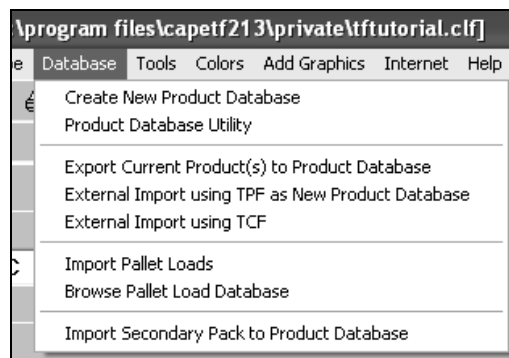 \program files\capetf213\private\tftutorial.clf]
Database Tools Colors Add Graphics Internet Help
Create New Product Database
Product Database Utility
Export Current Product(s) to Product Database
External Import using TPF as New Product Database
External Import using TCF
Import Pallet Loads
Browse Pallet Load Database
Import Secondary Pack to Product Database